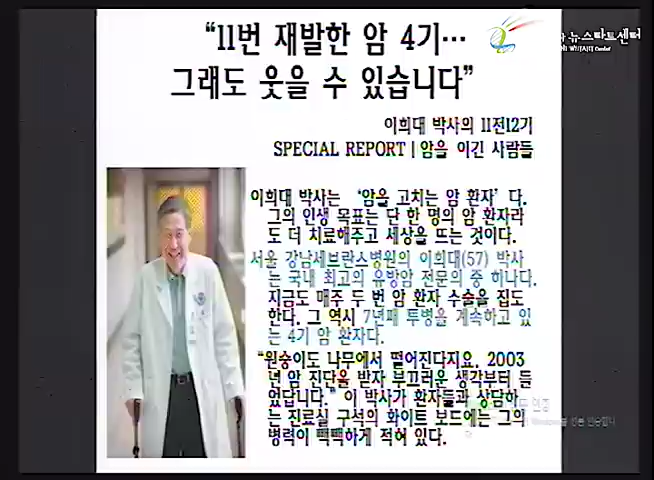 “11번 재발한 암 4기…
뉴스타트센터
그래도 웃을 수 있습니다”
이희대 박사의 11전12기
SPECIAL REPORT | 암을 이긴 사람들
이희대 박사는 ‘암을 고치는 암 환자’ 다.
그의 인생 목표는 단 한 명의 암 환자라
도 더 치료해주고 세상을 뜨는 것이다.
서울 강남세브란스병원의 이희대(57) 박사
는 국내 최고의 유방암 전문의 중 하나다.
지금도 매주 두 번 암 환자 수술을 집도
한다. 그 역시 7년째 투병을 계속하고 있
는 4기 암 환자다.
“원숭이도 나무에서 떨어진다지요. 2003
년 암 진단을 받자 부끄러운 생각부터 들
었답니다.” 이 박사가 환자들과 상담하
는 진료실 구석의 화이트 보드에는 그의
병력이 빽빽하게 적혀 있다.